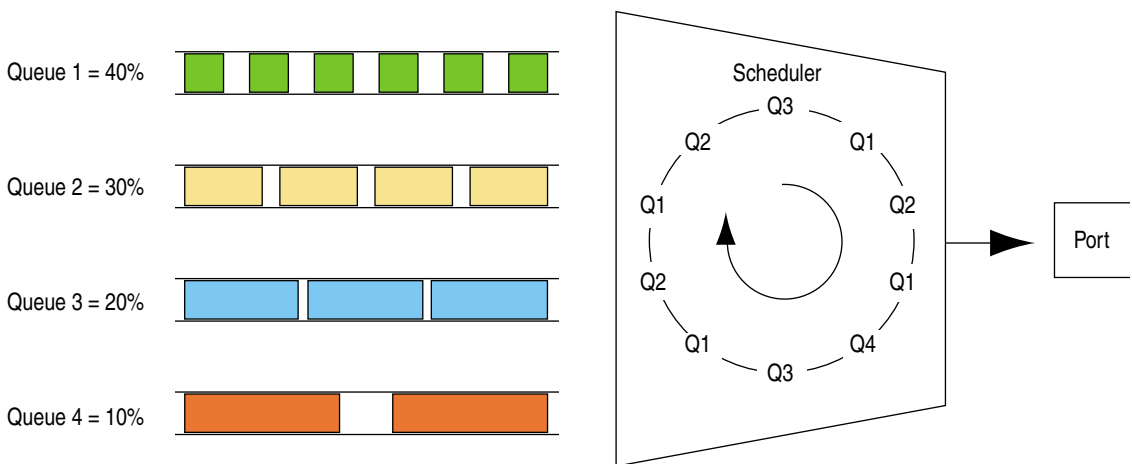 Queue 1 = 40%
Queue 2 = 30%
Queue 3 = 20%
Queue 4 = 10%
Scheduler
Q3
Q1
Q2
Q1
Q4
Q3
Q1
Q2
Q1
Q2
Port